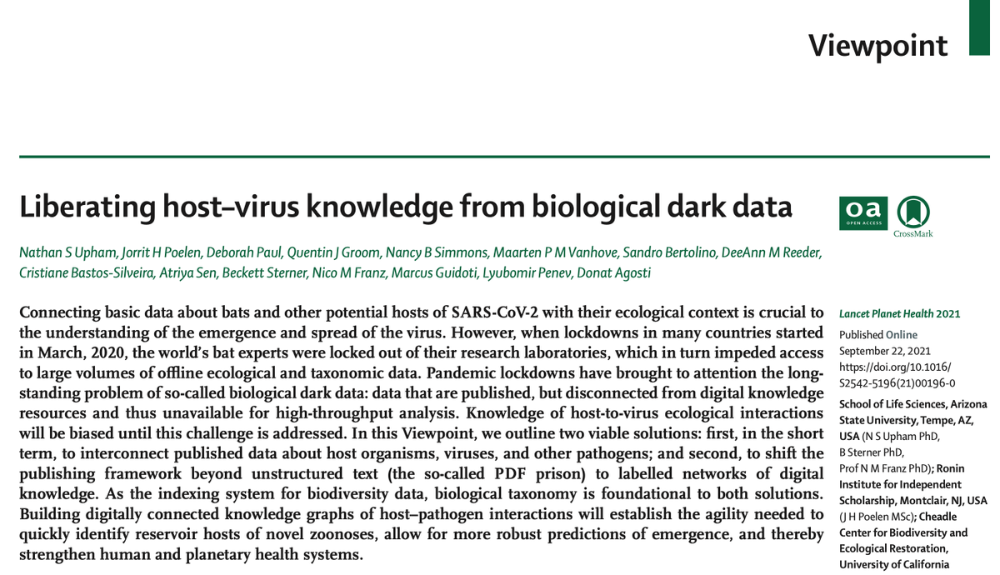 Viewpoint
Liberating host–virus knowledge from biological dark data
oa
OPEN ACCESS
CrossMark
Nathan S Upham, Jorrit H Poelen, Deborah Paul, Quentin J Groom, Nancy B Simmons, Maarten P M Vanhove, Sandro Bertolino, DeeAnn M Reeder,
Cristiane Bastos-Silveira, Atriya Sen, Beckett Sterner, Nico M Franz, Marcus Guidoti, Lyubomir Penev, Donat Agosti
Connecting basic data about bats and other potential hosts of SARS-CoV-2 with their ecological context is crucial to
the understanding of the emergence and spread of the virus. However, when lockdowns in many countries started
in March, 2020, the world's bat experts were locked out of their research laboratories, which in turn impeded access
to large volumes of offline ecological and taxonomic data. Pandemic lockdowns have brought to attention the long-
standing problem of so-called biological dark data: data that are published, but disconnected from digital knowledge
resources and thus unavailable for high-throughput analysis. Knowledge of host-to-virus ecological interactions
will be biased until this challenge is addressed. In this Viewpoint, we outline two viable solutions: first, in the short
term, to interconnect published data about host organisms, viruses, and other pathogens; and second, to shift the
publishing framework beyond unstructured text (the so-called PDF prison) to labelled networks of digital
knowledge. As the indexing system for biodiversity data, biological taxonomy is foundational to both solutions.
Building digitally connected knowledge graphs of host–pathogen interactions will establish the agility needed to
quickly identify reservoir hosts of novel zoonoses, allow for more robust predictions of emergence, and thereby
strengthen human and planetary health systems.
Lancet Planet Health 2021
Published Online
September 22, 2021
https://doi.org/10.1016/
S2542-5196(21)00196-0
School of Life Sciences, Arizona
State University, Tempe, AZ,
USA (N S Upham PhD,
B Sterner PhD,
Prof N M Franz PhD); Ronin
Institute for Independent
Scholarship, Montclair, NJ, USA
(J H Poelen MSc); Cheadle
Center for Biodiversity and
Ecological Restoration,
University of California